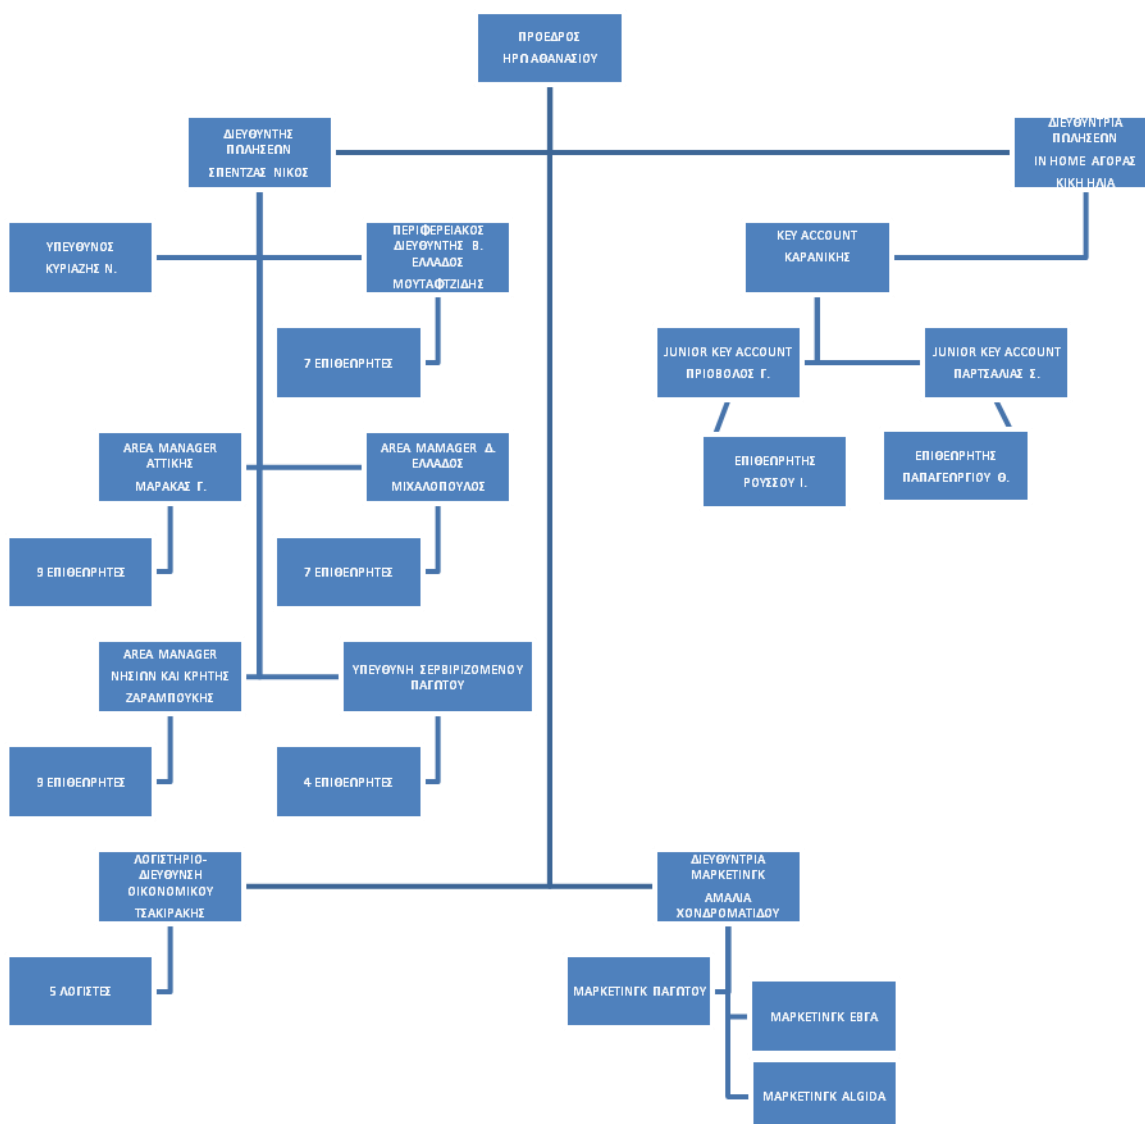 ΠΡΟΕΔΡΟΣ
ΗΡΩ ΑΘΑΝΑΣΙΟΥ
ΔΙΕΥΘΥΝΤΗΣ
ΠΩΛΗΣΕΩΝ
ΣΠΕΝΤΖΑΣ ΝΙΚΟΣ
ΔΙΕΥΘΥΝΤΡΙΑ
ΠΩΛΗΣΕΩΝ
IN HOME ΑΓΟΡΑΣ
ΚΙΚΗ ΗΛΙΑ
ΥΠΕΥΘΥΝΟΣ
ΚΥΡΙΑΖΗΣ Ν.
ΠΕΡΙΦΕΡΕΙΑΚΟΣ
ΔΙΕΥΘΥΝΤΗΣ Β.
ΕΛΛΑΔΟΣ
ΜΟΥΤΑΦΤΖΙΔΗΣ
KEY ACCOUNT
ΚΑΡΑΝΙΚΗΣ
7 ΕΠΙΘΕΩΡΗΤΕΣ
JUNIOR KEY ACCOUNT
ΠΡΙΟΒΟΛΟΣ Γ.
JUNIOR KEY ACCOUNT
ΠΑΡΤΣΑΛΙΑΣ Σ.
AREA MANAGER
ΑΤΤΙΚΗΣ
ΜΑΡΑΚΑΣ Γ.
AREA MAMAGER Δ.
ΕΛΛΑΔΟΣ
ΜΙΧΑΛΟΠΟΥΛΟΣ
ΕΠΙΘΕΩΡΗΤΗΣ
ΡΟΥΣΣΟΥ Ι.
ΕΠΙΘΕΩΡΗΤΗΣ
ΠΑΠΑΓΕΩΡΓΙΟΥ Θ.
9 ΕΠΙΘΕΩΡΗΤΕΣ
7 ΕΠΙΘΕΩΡΗΤΕΣ
AREA MANAGER
ΝΗΣΙΩΝ ΚΑΙ ΚΡΗΤΗΣ
ΖΑΡΑΜΠΟΥΚΗΣ
ΥΠΕΥΘΥΝΗ ΣΕΡΒΙΡΙΖΟΜΕΝΟΥ
ΠΑΓΩΤΟΥ
9 ΕΠΙΘΕΩΡΗΤΕΣ
4 ΕΠΙΘΕΩΡΗΤΕΣ
ΛΟΓΙΣΤΗΡΙΟ-
ΔΙΕΥΘΥΝΣΗ
ΟΙΚΟΝΟΜΙΚΟΥ
ΤΣΑΚΙΡΑΚΗΣ
ΔΙΕΥΘΥΝΤΡΙΑ
ΜΑΡΚΕΤΙΝΓΚ
ΑΜΑΛΙΑ
ΧΟΝΔΡΟΜΑΤΙΔΟΥ
5 ΛΟΓΙΣΤΕΣ
ΜΑΡΚΕΤΙΝΓΚ ΠΑΓΩΤΟΥ
ΜΑΡΚΕΤΙΝΓΚ ΕΒΓΑ
ΜΑΡΚΕΤΙΝΓΚ ALGIDA